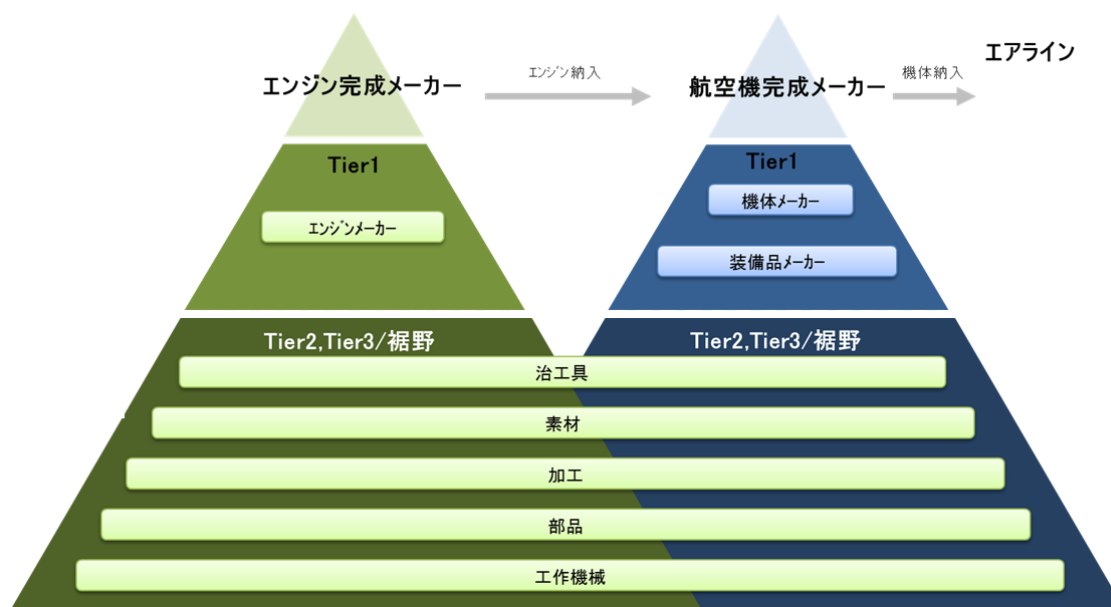 エアライン
エンジン完成メーカー
エンジン納入
航空機完成メーカー
機体納入
Tier1
Tier1
エンジンメーカー
機体メーカー
装備品メーカー
Tier2,Tier3/裾野
Tier2,Tier3/裾野
治工具
素材
加工
部品
工作機械